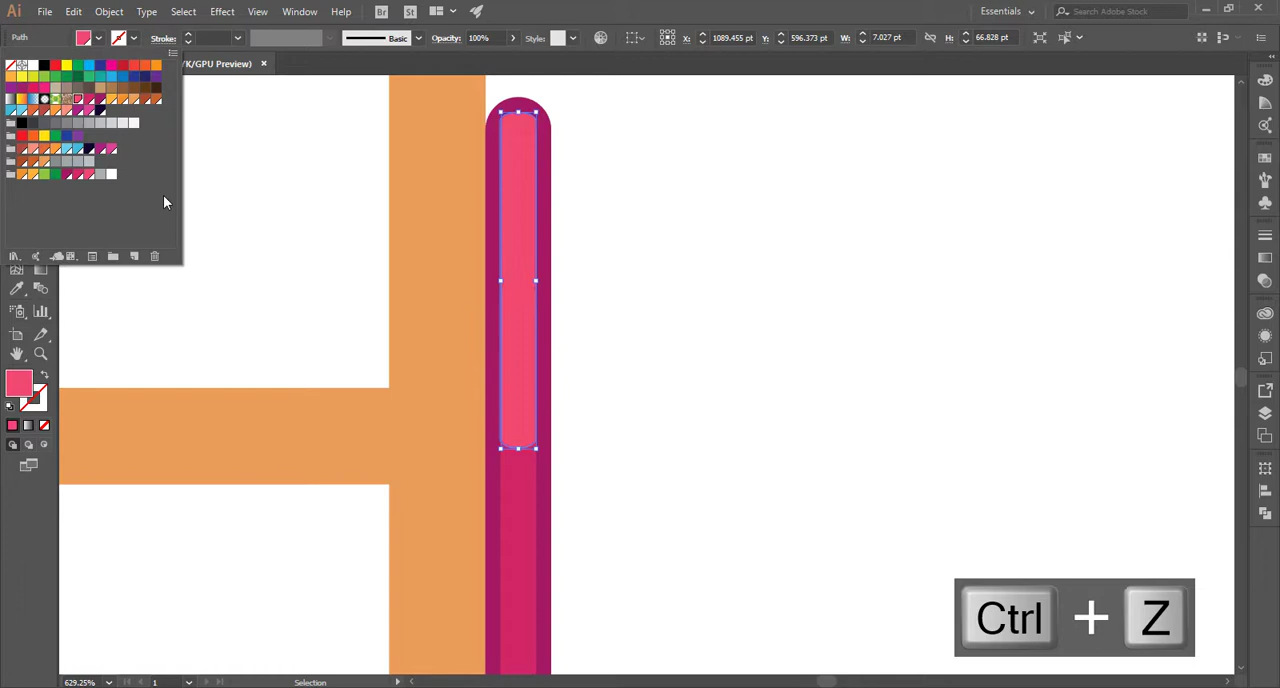 Ai File Edit Object Type Select Effect View Window Help Br St Essentials Search Adobe Stock
Path Stroke: Basic Opacity: 100% Style: X: 1089.455 pt Y: 596.373 pt W: 7.027 pt H: 66.828 pt
YK/GPU Preview) ×
Ctrl + Z
629.25% 1 Selection